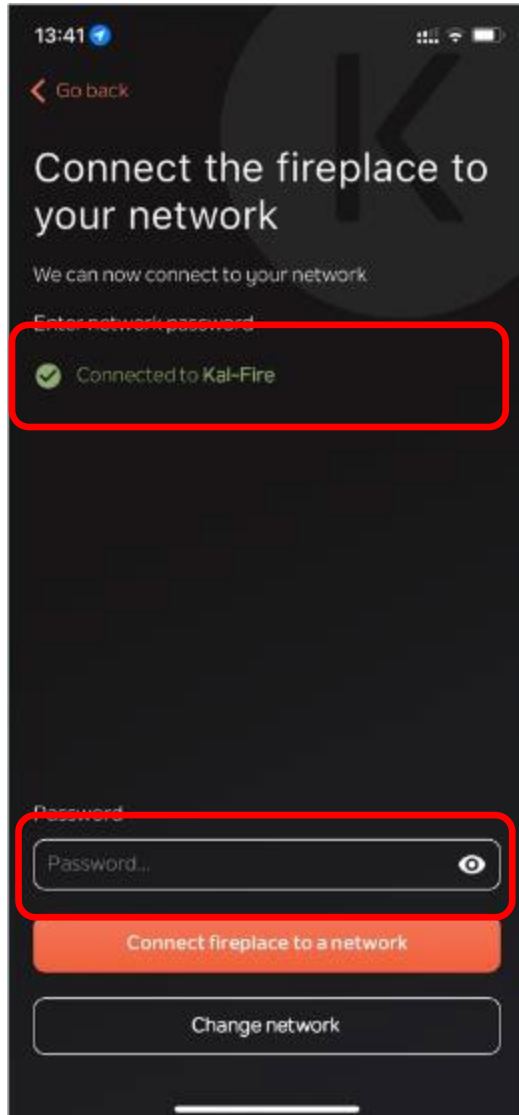 13:41
Go back
Connect the fireplace to
your network
We can now connect to your network
Enter network password
Connected to Kal-Fire
Password
Password...
Connect fireplace to a network
Change network